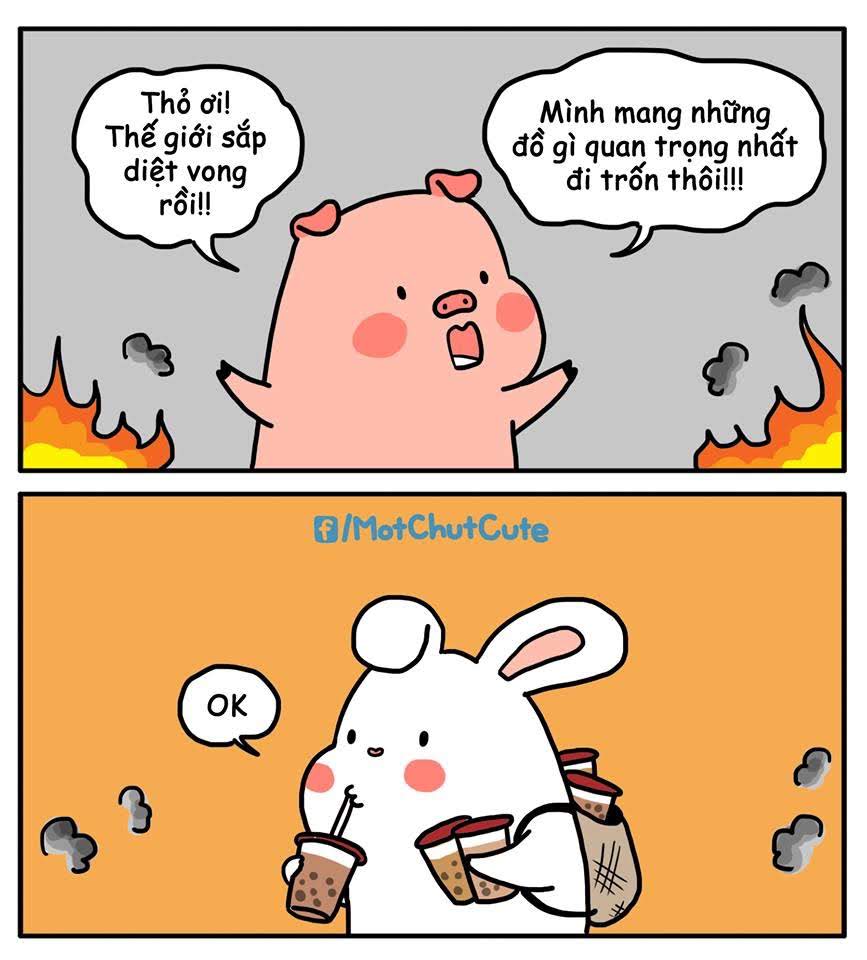 Thỏ ơi!
Thế giới sắp
diệt vong
rồi!!
Mình mang những
đồ gì quan trọng nhất
đi trốn thôi!!!
f/MotChutCute
OK